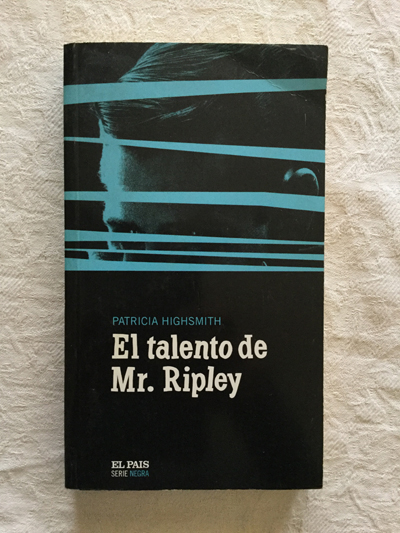 PATRICIA HIGHSMITH
El talento de
Mr. Ripley
EL PAIS
SERIE NEGRA